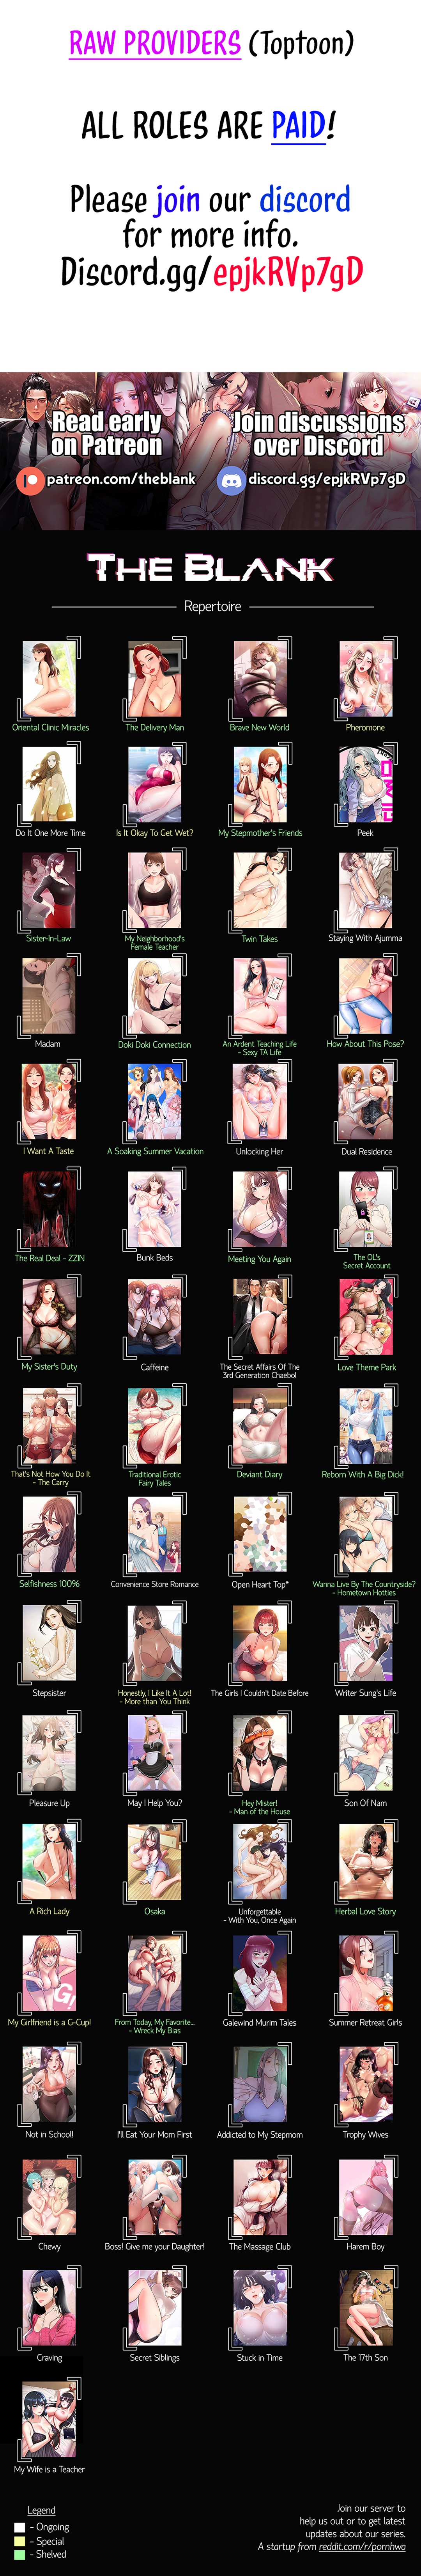 RAW PROVIDERS (Toptoon)
ALL ROLES ARE PAID!
Please join our discord
for more info.
Discord.gg/epjkRVp7gD
Read early
on Patreon
patreon.com/theblank
Join discussions
over Discord
discord.gg/epjkRVp7gD
THE BLANK
Repertoire
Oriental Clinic Miracles
The Delivery Man
Brave New World
Pheromone
Do It One More Time
Is It Okay To Get Wet?
My Stepmother's Friends
Peek
Sister-In-Law
My Neighborhood's
Female Teacher
Twin Takes
Staying With Ajumma
Madam
Doki Doki Connection
An Ardent Teaching Life
- Sexy TA Life
How About This Pose?
I Want A Taste
A Soaking Summer Vacation
Unlocking Her
Dual Residence
The Real Deal - ZZIN
Bunk Beds
Meeting You Again
The OL's
Secret Account
My Sister's Duty
Caffeine
The Secret Affairs Of The
3rd Generation Chaebol
Love Theme Park
That's Not How You Do It
- The Carry
Traditional Erotic
Fairy Tales
Deviant Diary
Reborn With A Big Dick!
Selfishness 100%
Convenience Store Romance
Open Heart Top*
Wanna Live By The Countryside?
- Hometown Hotties
Stepsister
Honestly, I Like It A Lot!
- More than You Think
The Girls I Couldn't Date Before
Writer Sung's Life
Pleasure Up
May I Help You?
Hey Mister!
- Man of the House
Son Of Nam
A Rich Lady
Osaka
Unforgettable
- With You, Once Again
Herbal Love Story
My Girlfriend is a G-Cup!
From Today, My Favorite...
- Wreck My Bias
Galewind Murim Tales
Summer Retreat Girls
Not in School!
I'll Eat Your Mom First
Addicted to My Stepmom
Trophy Wives
Chewy
Boss! Give me your Daughter!
The Massage Club
Harem Boy
Craving
Secret Siblings
Stuck in Time
The 17th Son
My Wife is a Teacher
Legend
- Ongoing
- Special
- Shelved
Join our server to
help us out or to get latest
updates about our series.
A startup from reddit.com/r/pornhwa